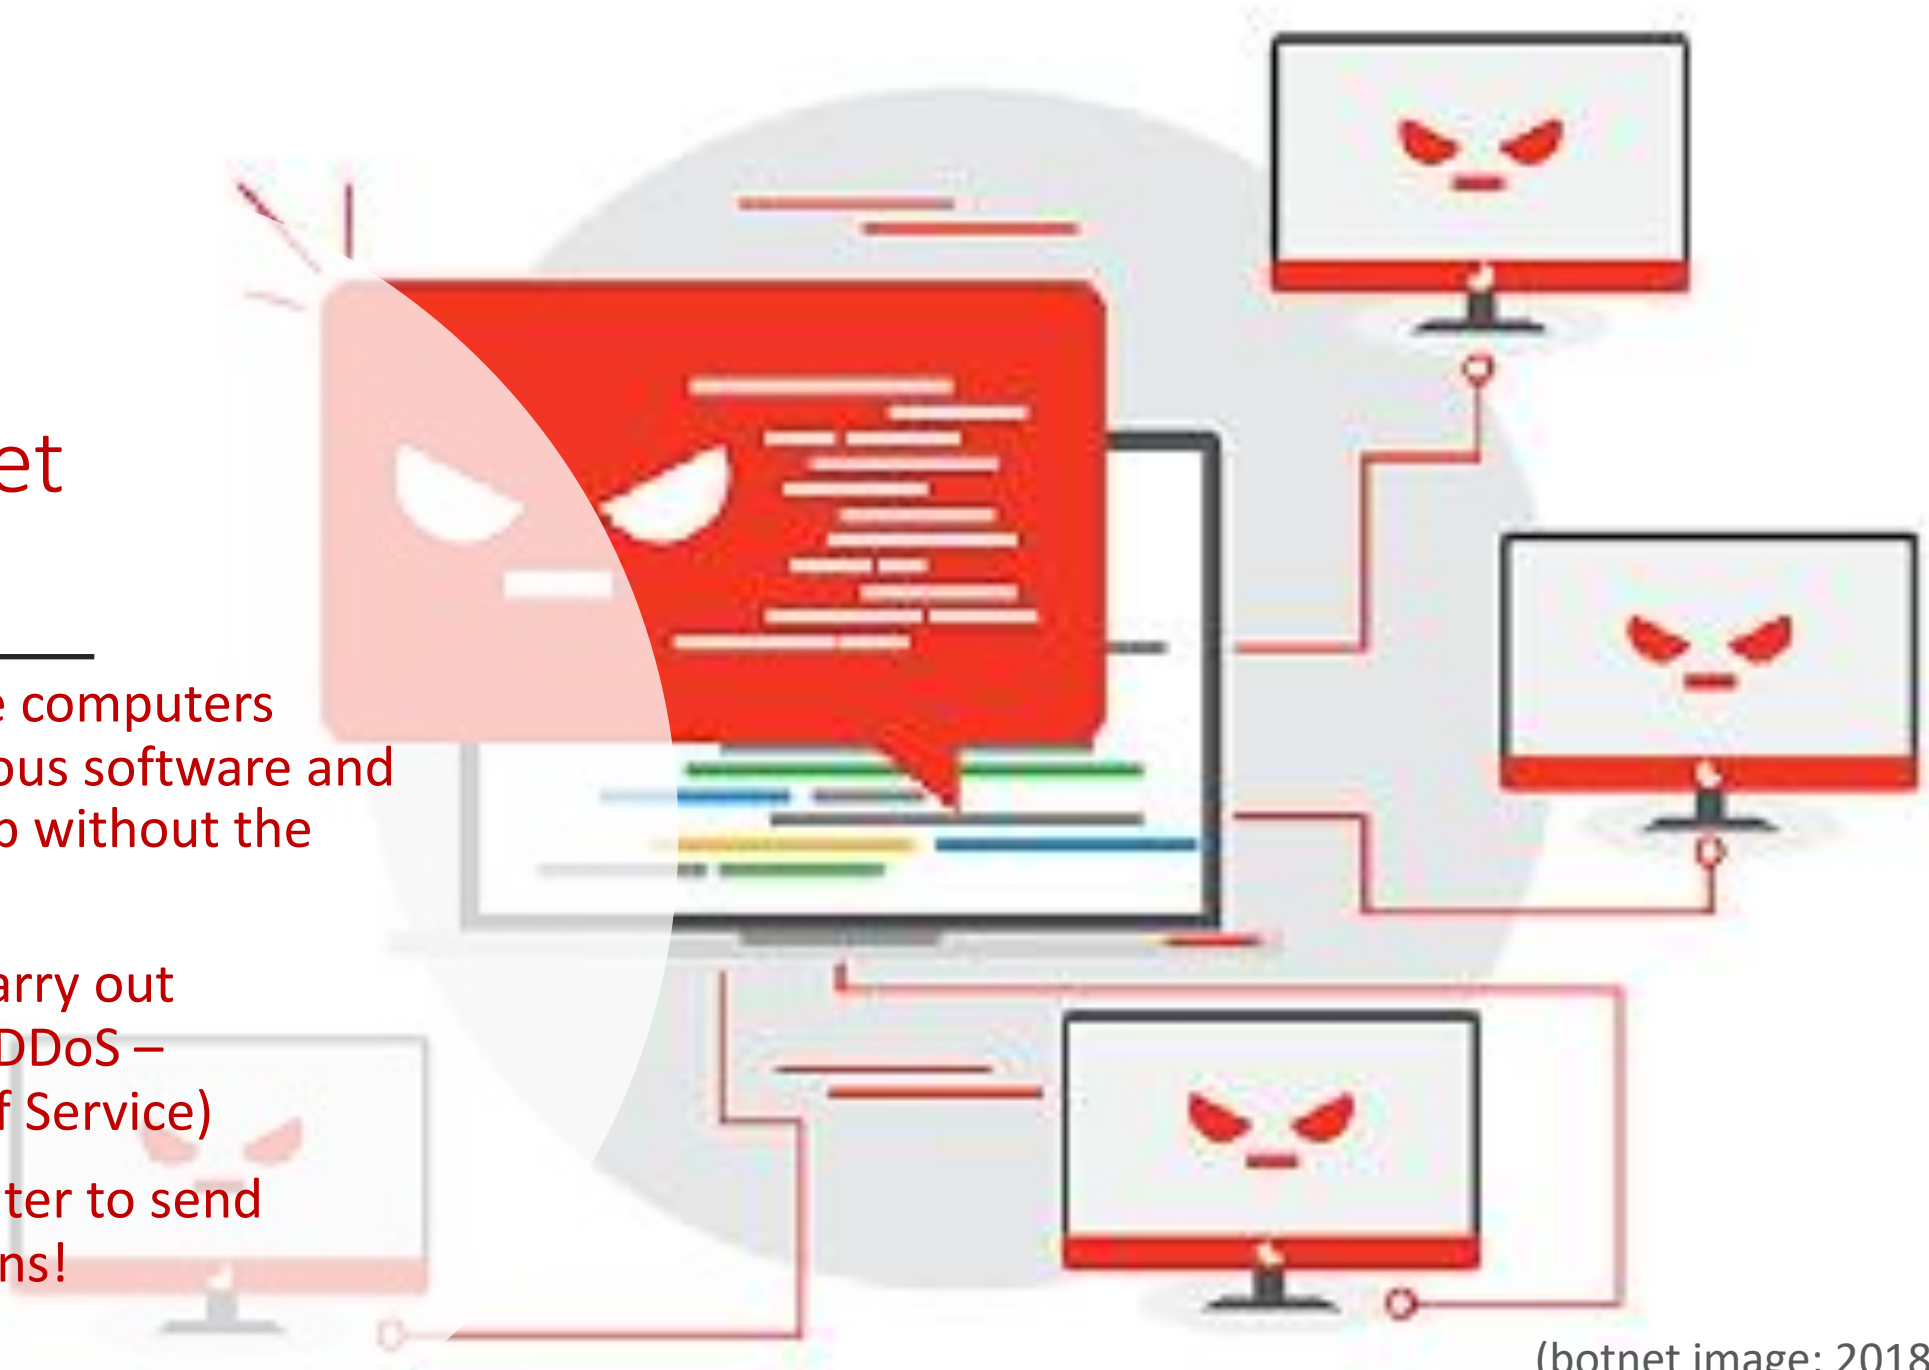 et
e computers
ous software and
o without the
arry out
DDoS –
f Service)
ter to send
ns!
(botnet image: 2018